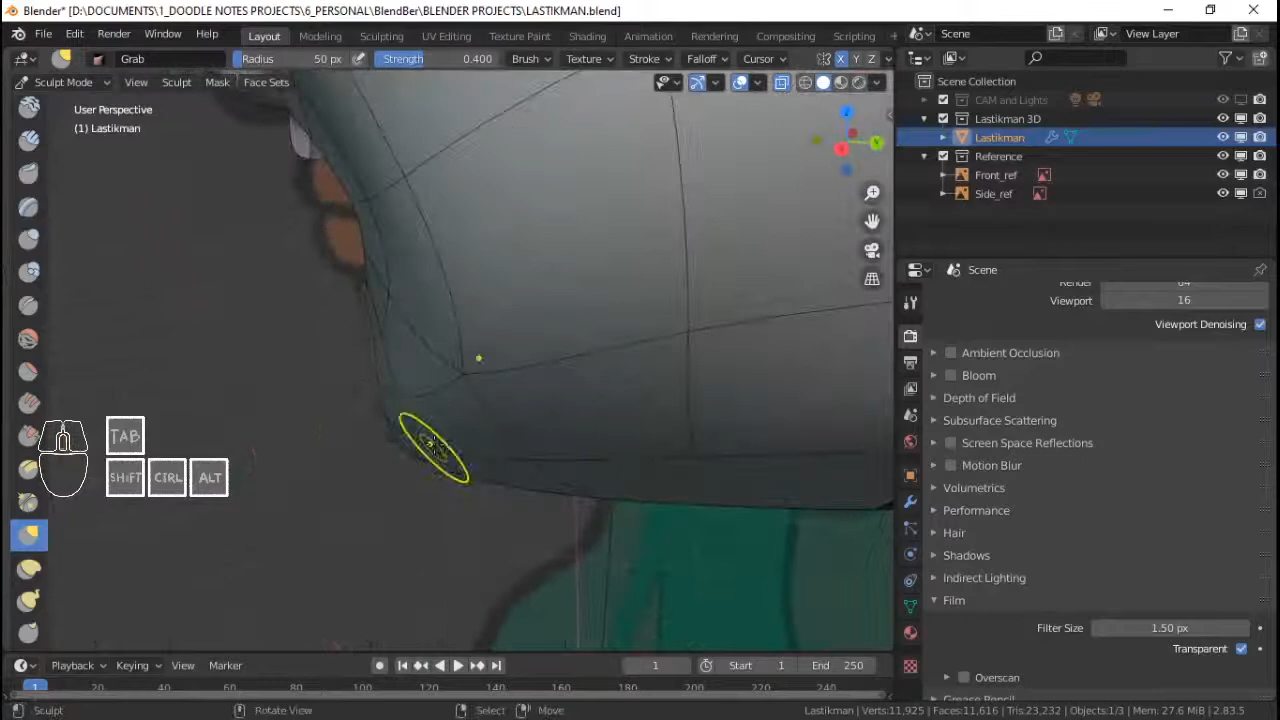 Blender* [D:\DOCUMENTS\1_DOODLE NOTES PROJECTS\6_PERSONAL\BlendBer\BLENDER PROJECTS\LASTIKMAN.blend]
File Edit Render Window Help Layout Modeling Sculpting UV Editing Texture Paint Shading Animation Rendering Compositing Scripting + Scene View Layer
Grab Radius 50 px Strength 0.400 Brush Texture Stroke Falloff Cursor X Y Z
Sculpt Mode View Sculpt Mask Face Sets
User Perspective
(1) Lastikman
Scene Collection
CAM and Lights
Lastikman 3D
Lastikman
Reference
Front_ref
Side_ref
Scene
Render
Viewport 16
Viewport Denoising
Ambient Occlusion
Bloom
Depth of Field
Subsurface Scattering
Screen Space Reflections
Motion Blur
Volumetrics
Performance
Hair
Shadows
Indirect Lighting
Film
Filter Size 1.50 px
Transparent
Overscan
Grease Pencil
TAB
SHIFT CTRL ALT
Playback Keying View Marker 1 Start 1 End 250
1 20 40 60 80 100 120 140 160 180 200 220 240
Sculpt Rotate View Select Move Lastikman | Verts:11,925 | Faces:11,616 | Tris:23,232 | Objects:1/3 | Mem: 27.6 MiB | 2.83.5